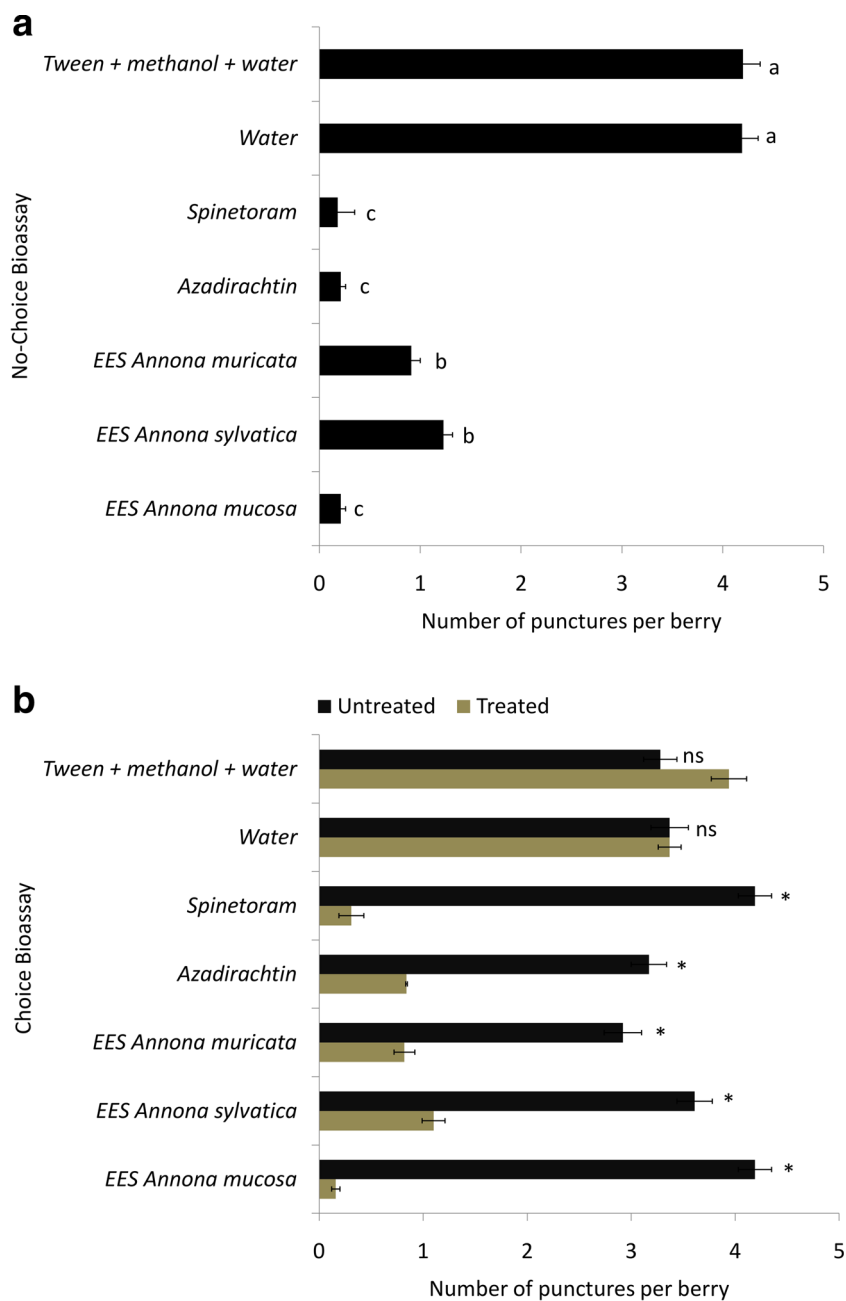 a
No-Choice Bioassay
Tween + methanol + water
a
Water
a
Spinetoram
c
Azadirachtin
c
EES Annona muricata
b
EES Annona sylvatica
b
EES Annona mucosa
c
0 1 2 3 4 5
Number of punctures per berry
b
Untreated Treated
Choice Bioassay
Tween + methanol + water
ns
Water
ns
Spinetoram
*
Azadirachtin
*
EES Annona muricata
*
EES Annona sylvatica
*
EES Annona mucosa
*
0 1 2 3 4 5
Number of punctures per berry